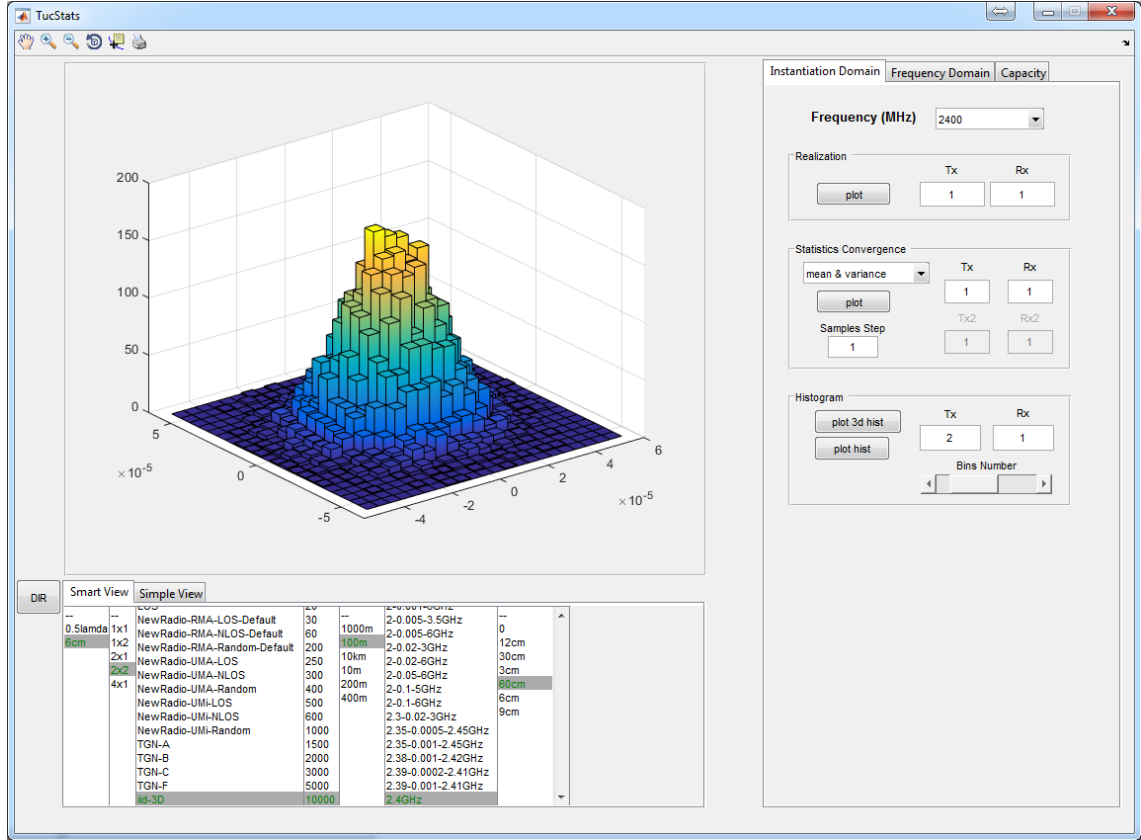 TucStats
200
150
100
50
0
5
0
-5
×10-5
-4
-2
0
2
4
6
×10-5
Instantiation Domain
Frequency Domain
Capacity
Frequency (MHz)
2400
Realization
Tx
Rx
plot
1
1
Statistics Convergence
mean & variance
Tx
Rx
1
1
plot
Tx2
Rx2
Samples Step
1
1
1
Histogram
plot 3d hist
Tx
Rx
plot hist
2
1
Bins Number
DIR
Smart View
Simple View
--
0.5lamda
6cm
--
1x1
1x2
2x1
2x2
4x1
LOS
NewRadio-RMA-LOS-Default
NewRadio-RMA-NLOS-Default
NewRadio-RMA-Random-Default
NewRadio-UMA-LOS
NewRadio-UMA-NLOS
NewRadio-UMA-Random
NewRadio-UMi-LOS
NewRadio-UMi-NLOS
NewRadio-UMi-Random
TGN-A
TGN-B
TGN-C
TGN-F
iid-3D
20
30
60
200
250
300
400
500
600
1000
1500
2000
3000
5000
10000
--
1000m
100m
10km
10m
200m
400m
2-0.001-6GHz
2-0.005-3.5GHz
2-0.005-6GHz
2-0.02-3GHz
2-0.02-6GHz
2-0.05-6GHz
2-0.1-5GHz
2-0.1-6GHz
2.3-0.02-3GHz
2.35-0.0005-2.45GHz
2.35-0.001-2.45GHz
2.38-0.001-2.42GHz
2.39-0.0002-2.41GHz
2.39-0.001-2.41GHz
2.4GHz
--
0
12cm
30cm
3cm
60cm
6cm
9cm